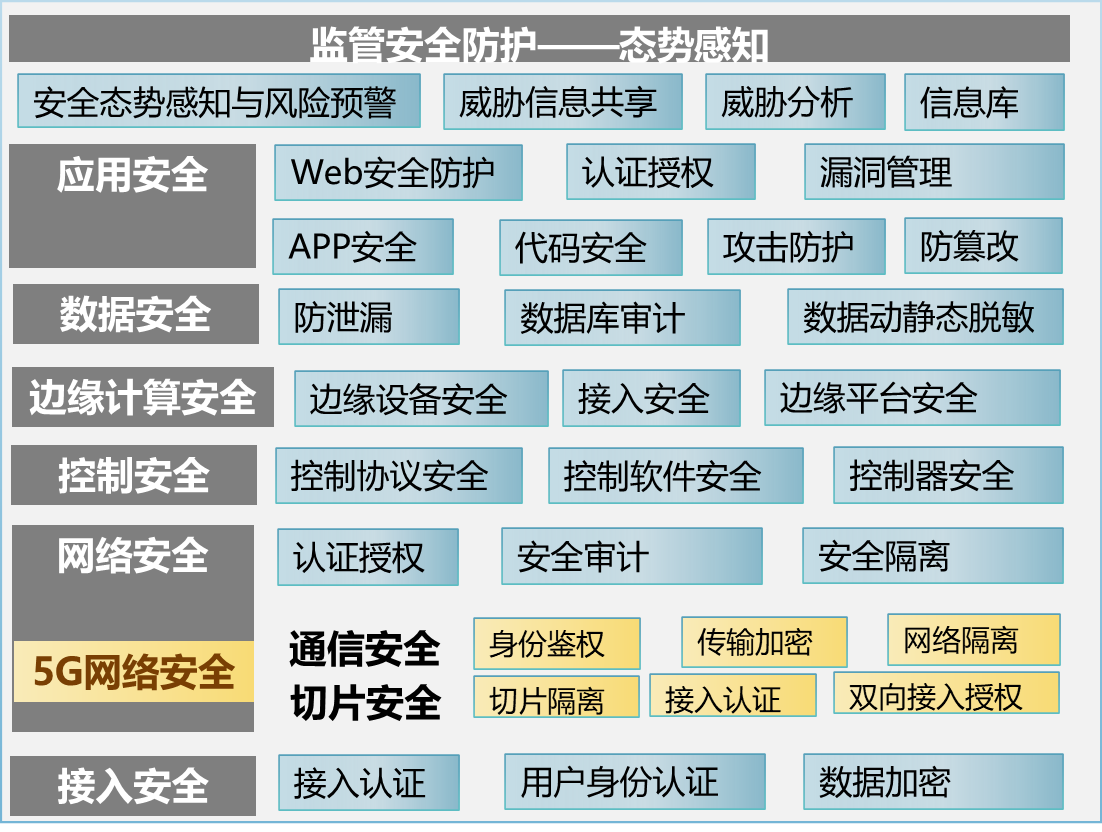 监管安全防护——态势感知
安全态势感知与风险预警 威胁信息共享 威胁分析 信息库
应用安全 Web安全防护 认证授权 漏洞管理
APP安全 代码安全 攻击防护 防篡改
数据安全 防泄漏 数据库审计 数据动静态脱敏
边缘计算安全 边缘设备安全 接入安全 边缘平台安全
控制安全 控制协议安全 控制软件安全 控制器安全
网络安全 认证授权 安全审计 安全隔离
5G网络安全
通信安全 身份鉴权 传输加密 网络隔离
切片安全 切片隔离 接入认证 双向接入授权
接入安全 接入认证 用户身份认证 数据加密